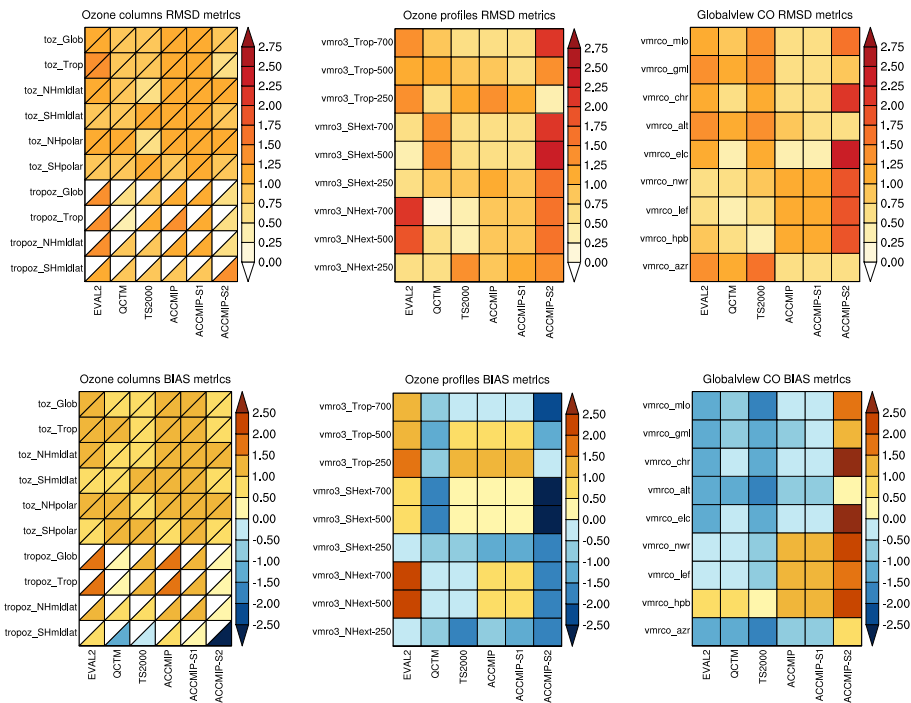 Ozone columns RMSD metrics
toz_Glob
toz_Trop
toz_NHmidlat
toz_SHmidlat
toz_NHpolar
toz_SHpolar
tropoz_Glob
tropoz_Trop
tropoz_NHmidlat
tropoz_SHmidlat
EVAL2
QCTM
TS2000
ACCMIP
ACCMIP-S1
ACCMIP-S2
2.75
2.50
2.25
2.00
1.75
1.50
1.25
1.00
0.75
0.50
0.25
0.00
Ozone profiles RMSD metrics
vmro3_Trop-700
vmro3_Trop-500
vmro3_Trop-250
vmro3_SHext-700
vmro3_SHext-500
vmro3_SHext-250
vmro3_NHext-700
vmro3_NHext-500
vmro3_NHext-250
EVAL2
QCTM
TS2000
ACCMIP
ACCMIP-S1
ACCMIP-S2
2.75
2.50
2.25
2.00
1.75
1.50
1.25
1.00
0.75
0.50
0.25
0.00
Globalview CO RMSD metrics
vmrco_mlo
vmrco_gmi
vmrco_chr
vmrco_alt
vmrco_elc
vmrco_nwr
vmrco_lef
vmrco_hpb
vmrco_azr
EVAL2
QCTM
TS2000
ACCMIP
ACCMIP-S1
ACCMIP-S2
2.75
2.50
2.25
2.00
1.75
1.50
1.25
1.00
0.75
0.50
0.25
0.00
Ozone columns BIAS metrics
toz_Glob
toz_Trop
toz_NHmidlat
toz_SHmidlat
toz_NHpolar
toz_SHpolar
tropoz_Glob
tropoz_Trop
tropoz_NHmidlat
tropoz_SHmidlat
EVAL2
QCTM
TS2000
ACCMIP
ACCMIP-S1
ACCMIP-S2
2.50
2.00
1.50
1.00
0.50
0.00
-0.50
-1.00
-1.50
-2.00
-2.50
Ozone profiles BIAS metrics
vmro3_Trop-700
vmro3_Trop-500
vmro3_Trop-250
vmro3_SHext-700
vmro3_SHext-500
vmro3_SHext-250
vmro3_NHext-700
vmro3_NHext-500
vmro3_NHext-250
EVAL2
QCTM
TS2000
ACCMIP
ACCMIP-S1
ACCMIP-S2
2.50
2.00
1.50
1.00
0.50
0.00
-0.50
-1.00
-1.50
-2.00
-2.50
Globalview CO BIAS metrics
vmrco_mlo
vmrco_gmi
vmrco_chr
vmrco_alt
vmrco_elc
vmrco_nwr
vmrco_lef
vmrco_hpb
vmrco_azr
EVAL2
QCTM
TS2000
ACCMIP
ACCMIP-S1
ACCMIP-S2
2.50
2.00
1.50
1.00
0.50
0.00
-0.50
-1.00
-1.50
-2.00
-2.50